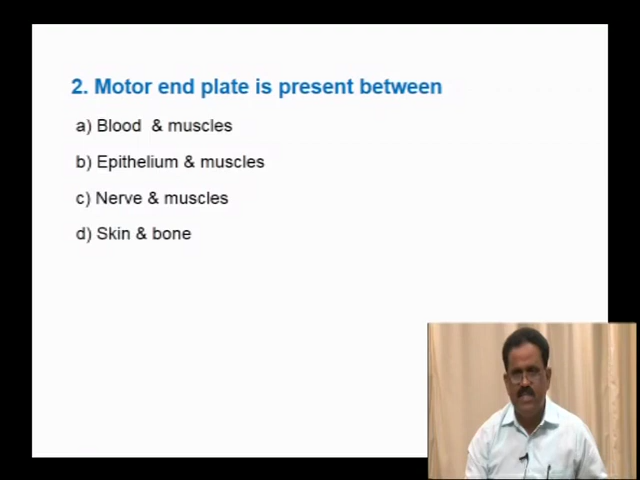 2. Motor end plate is present between
a) Blood & muscles
b) Epithelium & muscles
c) Nerve & muscles
d) Skin & bone